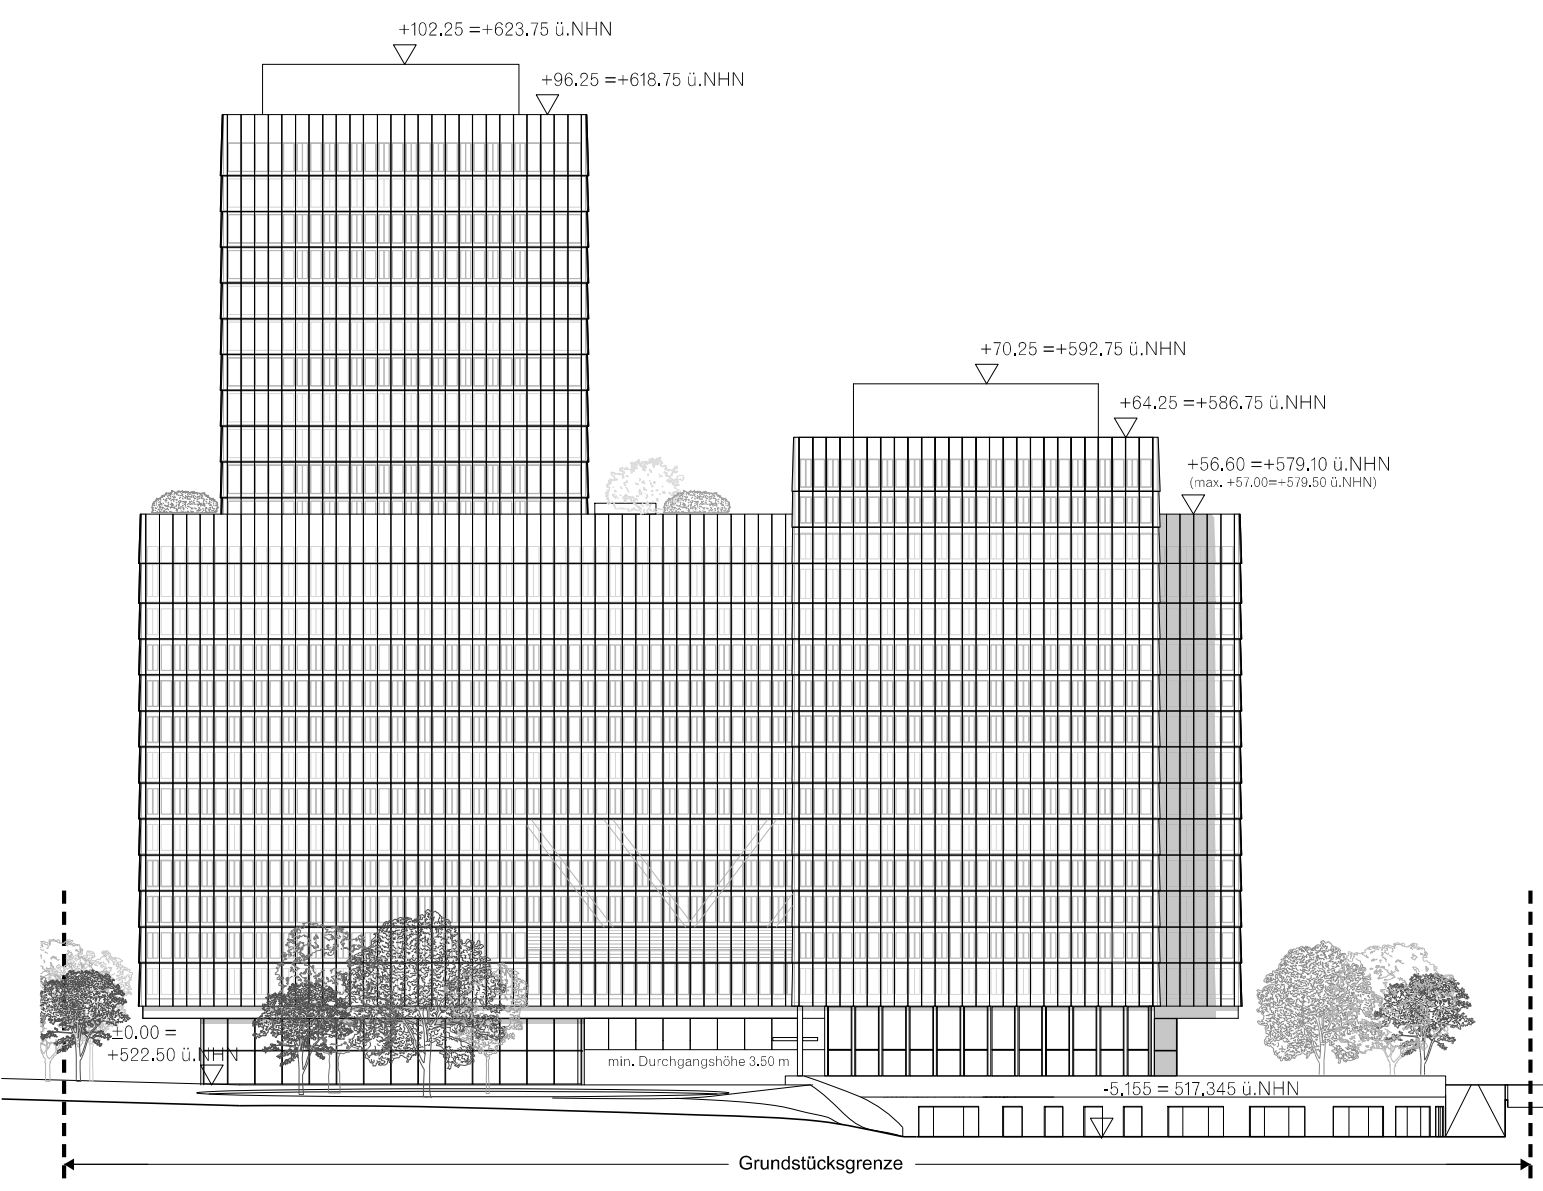 +102.25 =+623.75 ü.NHN
+96.25 =+618.75 ü.NHN
+70.25 =+592.75 ü.NHN
+64.25 =+586.75 ü.NHN
+56.60 =+579.10 ü.NHN
(max. +57.00=+579.50 ü.NHN)
±0.00 =
+522.50 ü.NHN
min. Durchgangshöhe 3.50 m
-5,155 = 517,345 ü.NHN
Grundstücksgrenze